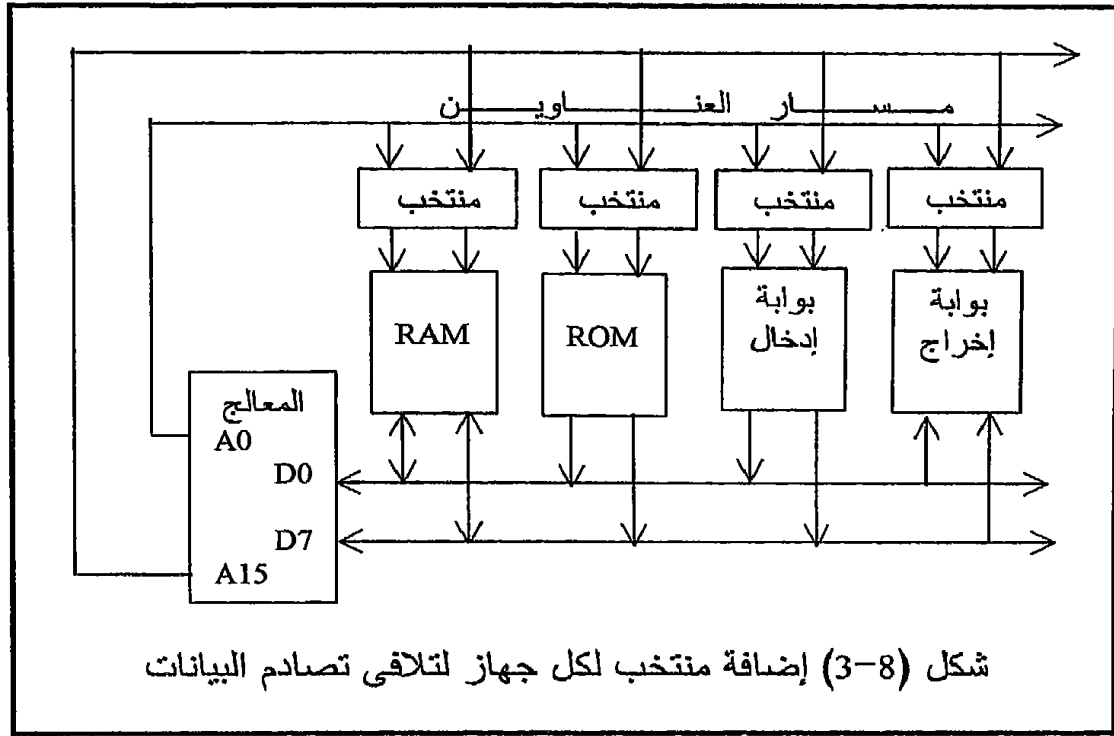 مسار العناوين
منتخب منتخب منتخب منتخب
RAM ROM بوابة إدخال بوابة إخراج
المعالج
A0
D0
D7
A15
شكل (8-3) إضافة منتخب لكل جهاز لتلافى تصادم البيانات